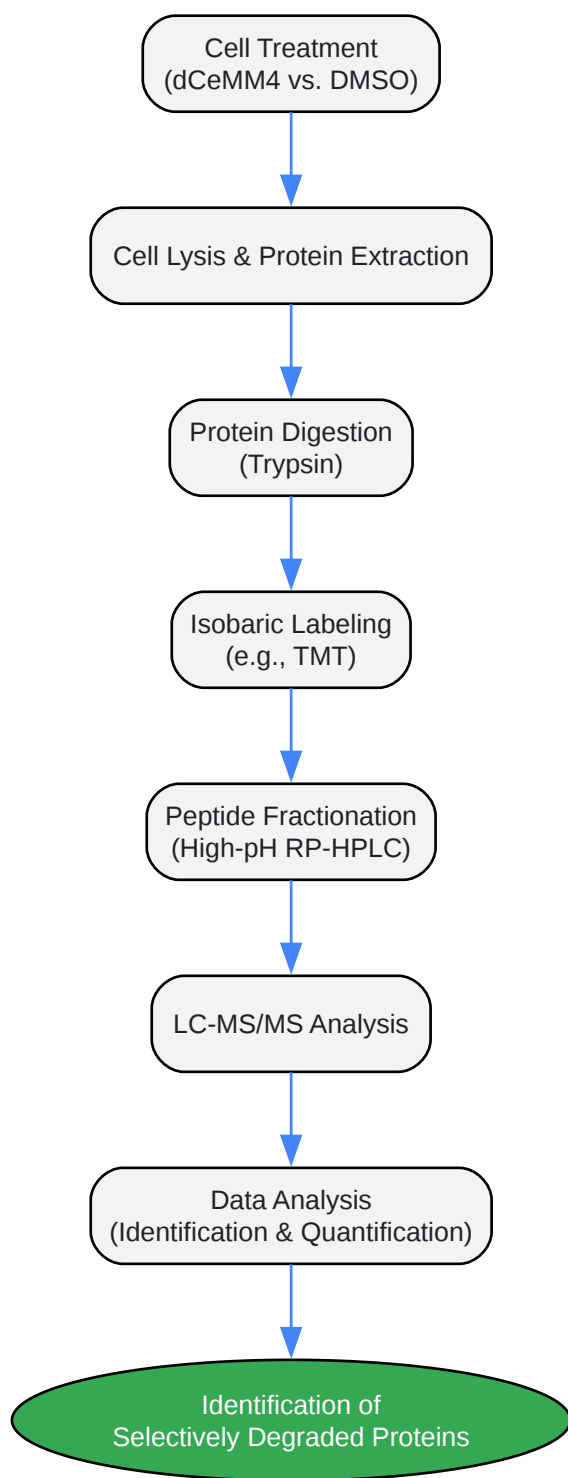 Cell Treatment
(dCeMM4 vs. DMSO)
Cell Lysis & Protein Extraction
Protein Digestion
(Trypsin)
Isobaric Labeling
(e.g., TMT)
Peptide Fractionation
(High-pH RP-HPLC)
LC-MS/MS Analysis
Data Analysis
(Identification & Quantification)
Identification of
Selectively Degraded Proteins